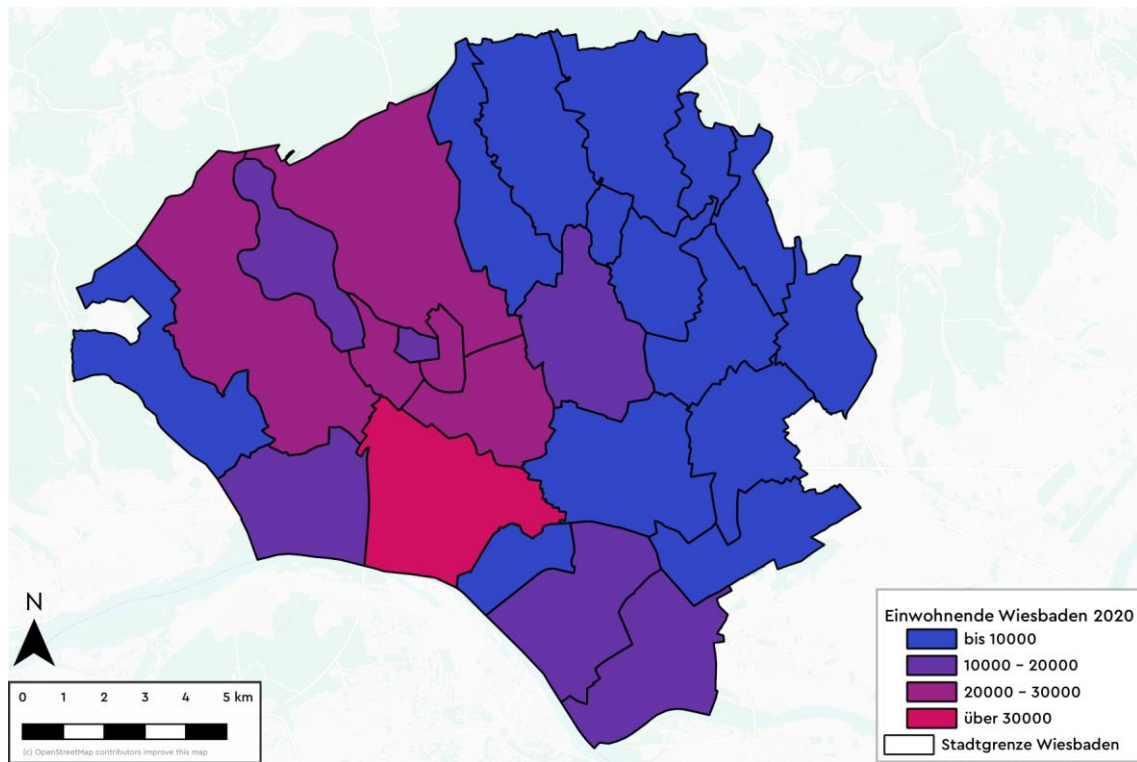 N
0 1 2 3 4 5 km
(c) OpenStreetMap contributors improve this map
Einwohnende Wiesbaden 2020
bis 10000
10000 – 20000
20000 – 30000
über 30000
Stadtgrenze Wiesbaden